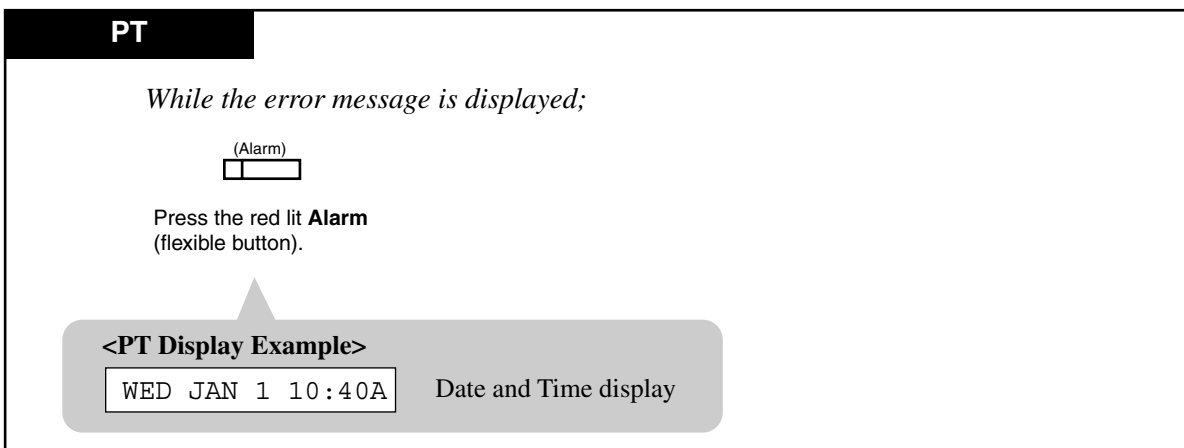 PT
While the error message is displayed;
(Alarm)
Press the red lit Alarm
(flexible button).
<PT Display Example>
WED JAN 1 10:40A Date and Time display